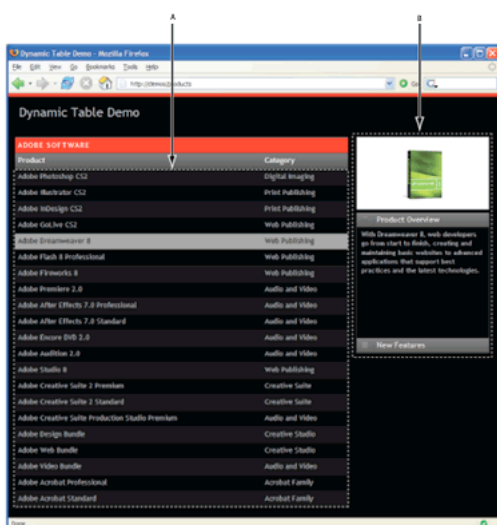 A
B
Dynamic Table Demo - Mozilla Firefox
File Edit View Go Bookmarks Tools Help
Go
Dynamic Table Demo
ADOBE SOFTWARE
Product Category
Adobe Photoshop CS2 Digital Imaging
Adobe Illustrator CS2 Print Publishing
Adobe InDesign CS2 Print Publishing
Adobe GoLive CS2 Web Publishing
Adobe Dreamweaver 8 Web Publishing
Adobe Flash 8 Professional Web Publishing
Adobe Fireworks 8 Web Publishing
Adobe Premiere 2.0 Audio and Video
Adobe After Effects 7.0 Professional Audio and Video
Adobe After Effects 7.0 Standard Audio and Video
Adobe Encore DVD 2.0 Audio and Video
Adobe Audition 2.0 Audio and Video
Adobe Studio 8 Web Publishing
Adobe Creative Suite 2 Premium Creative Suite
Adobe Creative Suite 2 Standard Creative Suite
Adobe Creative Suite Production Studio Premium Audio and Video
Adobe Design Bundle Creative Studio
Adobe Web Bundle Creative Studio
Adobe Video Bundle Audio and Video
Adobe Acrobat Professional Acrobat Family
Adobe Acrobat Standard Acrobat Family
Product Overview
With Dreamweaver 8, web developers
go from start to finish, creating and
maintaining basic websites to advanced
applications that support best
practices and the latest technologies.
New Features
Done